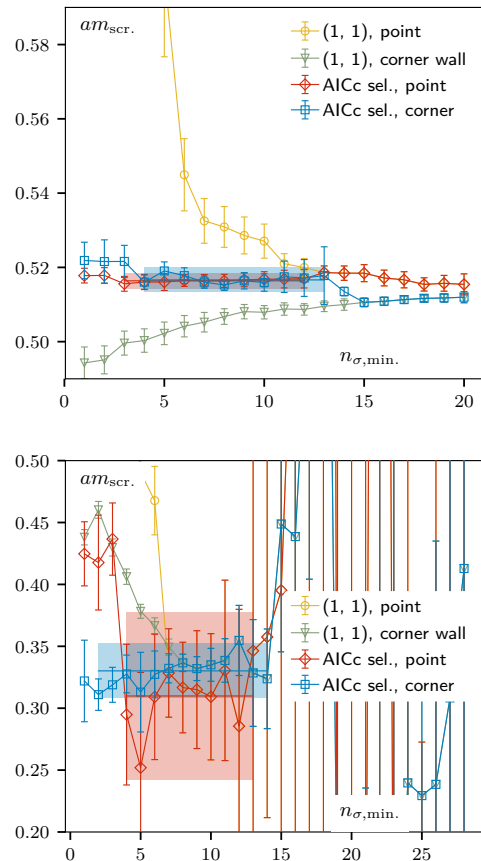 0.58
0.56
0.54
0.52
0.50
am_scr.
(1, 1), point
(1, 1), corner wall
AICc sel., point
AICc sel., corner
n_σ,min.
0 5 10 15 20
0.50
0.45
0.40
0.35
0.30
0.25
0.20
am_scr.
(1, 1), point
(1, 1), corner wall
AICc sel., point
AICc sel., corner
n_σ,min.
0 5 10 15 20 25